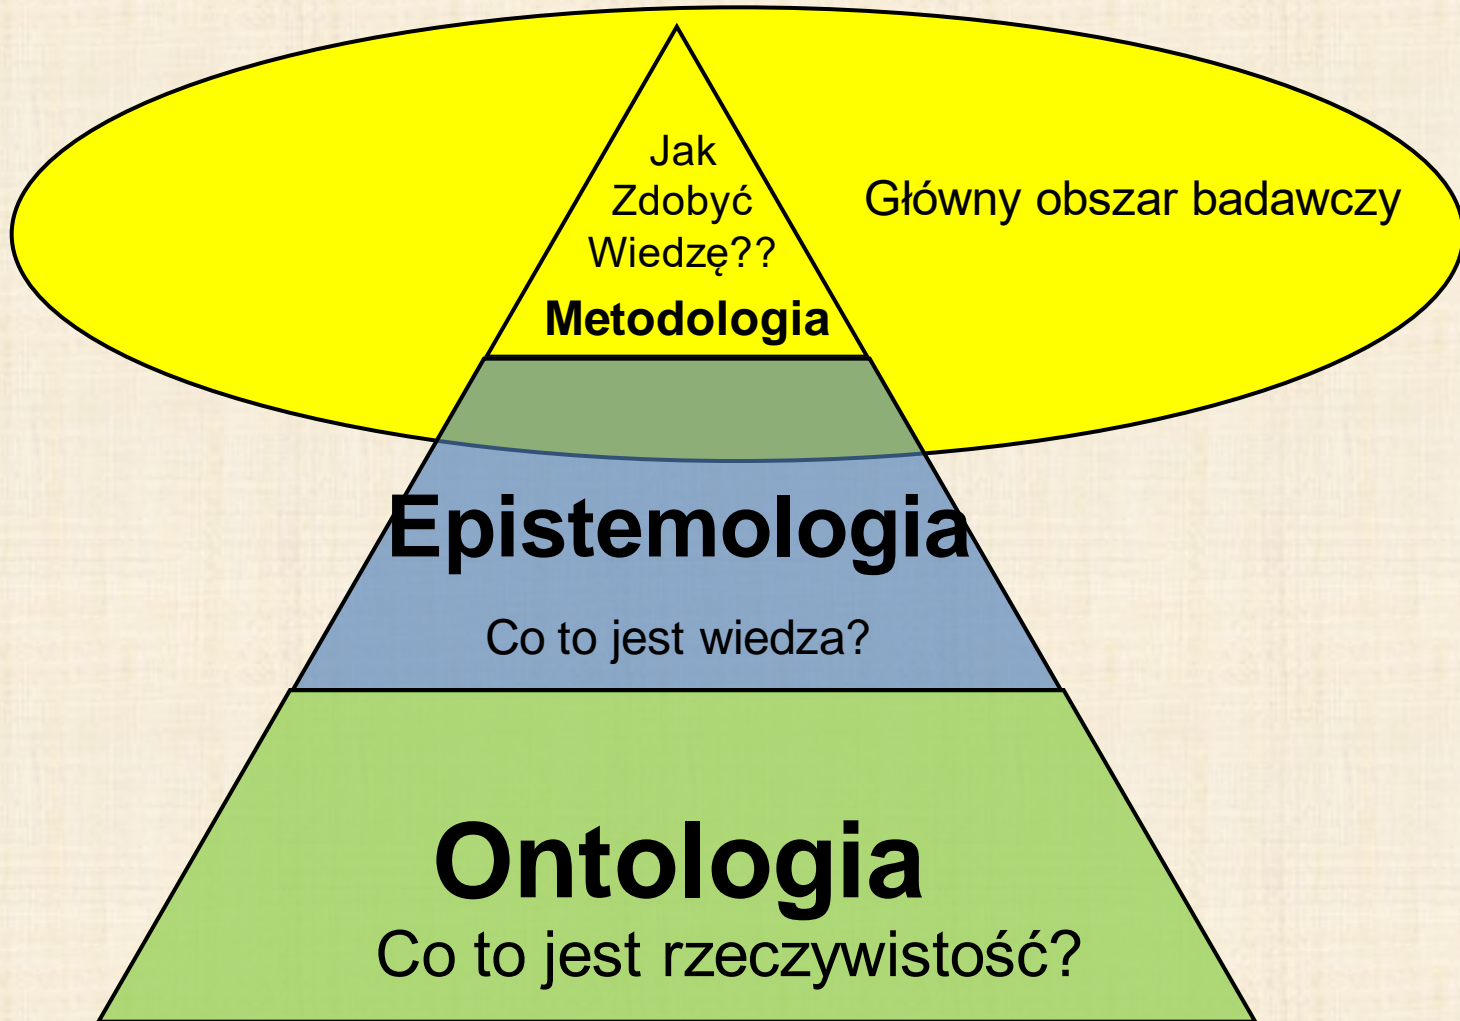 Jak
Zdobyć
Wiedzę??
Metodologia
Główny obszar badawczy
Epistemologia
Co to jest wiedza?
Ontologia
Co to jest rzeczywistość?